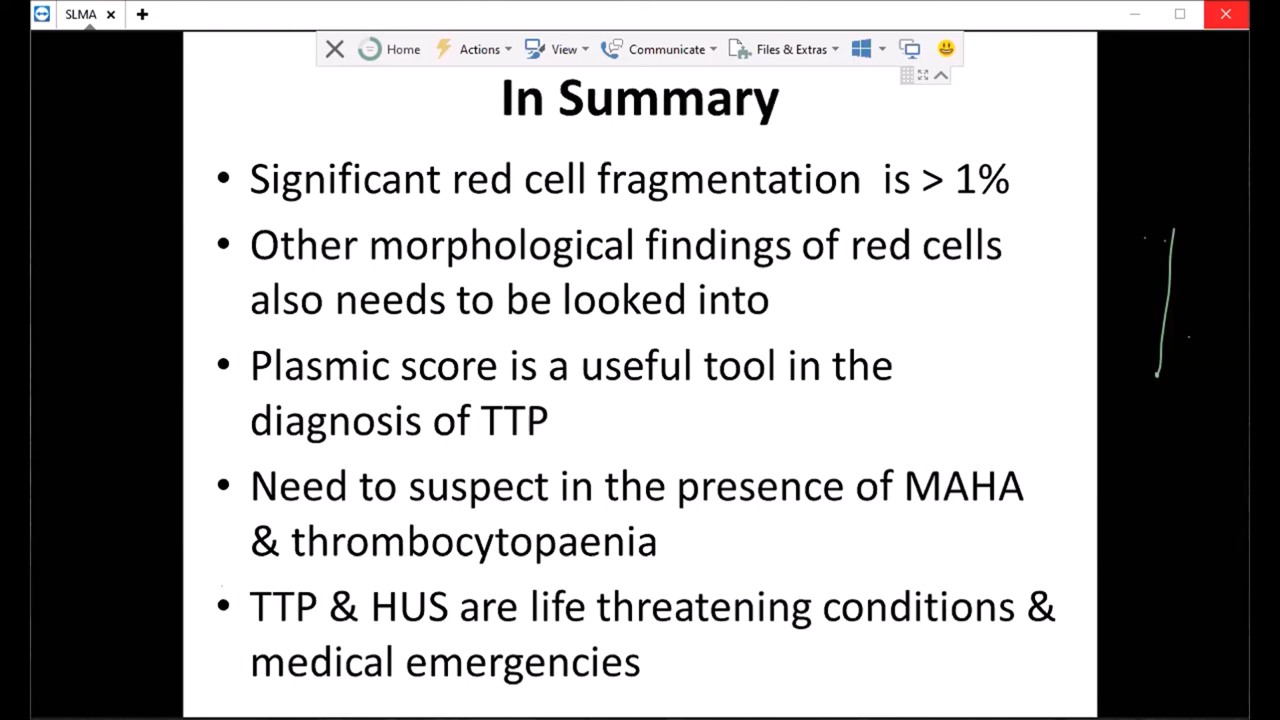 SLMA
Home Actions View Communicate Files & Extras
In Summary
• Significant red cell fragmentation is > 1%
• Other morphological findings of red cells
also needs to be looked into
• Plasmic score is a useful tool in the
diagnosis of TTP
• Need to suspect in the presence of MAHA
& thrombocytopaenia
• TTP & HUS are life threatening conditions &
medical emergencies